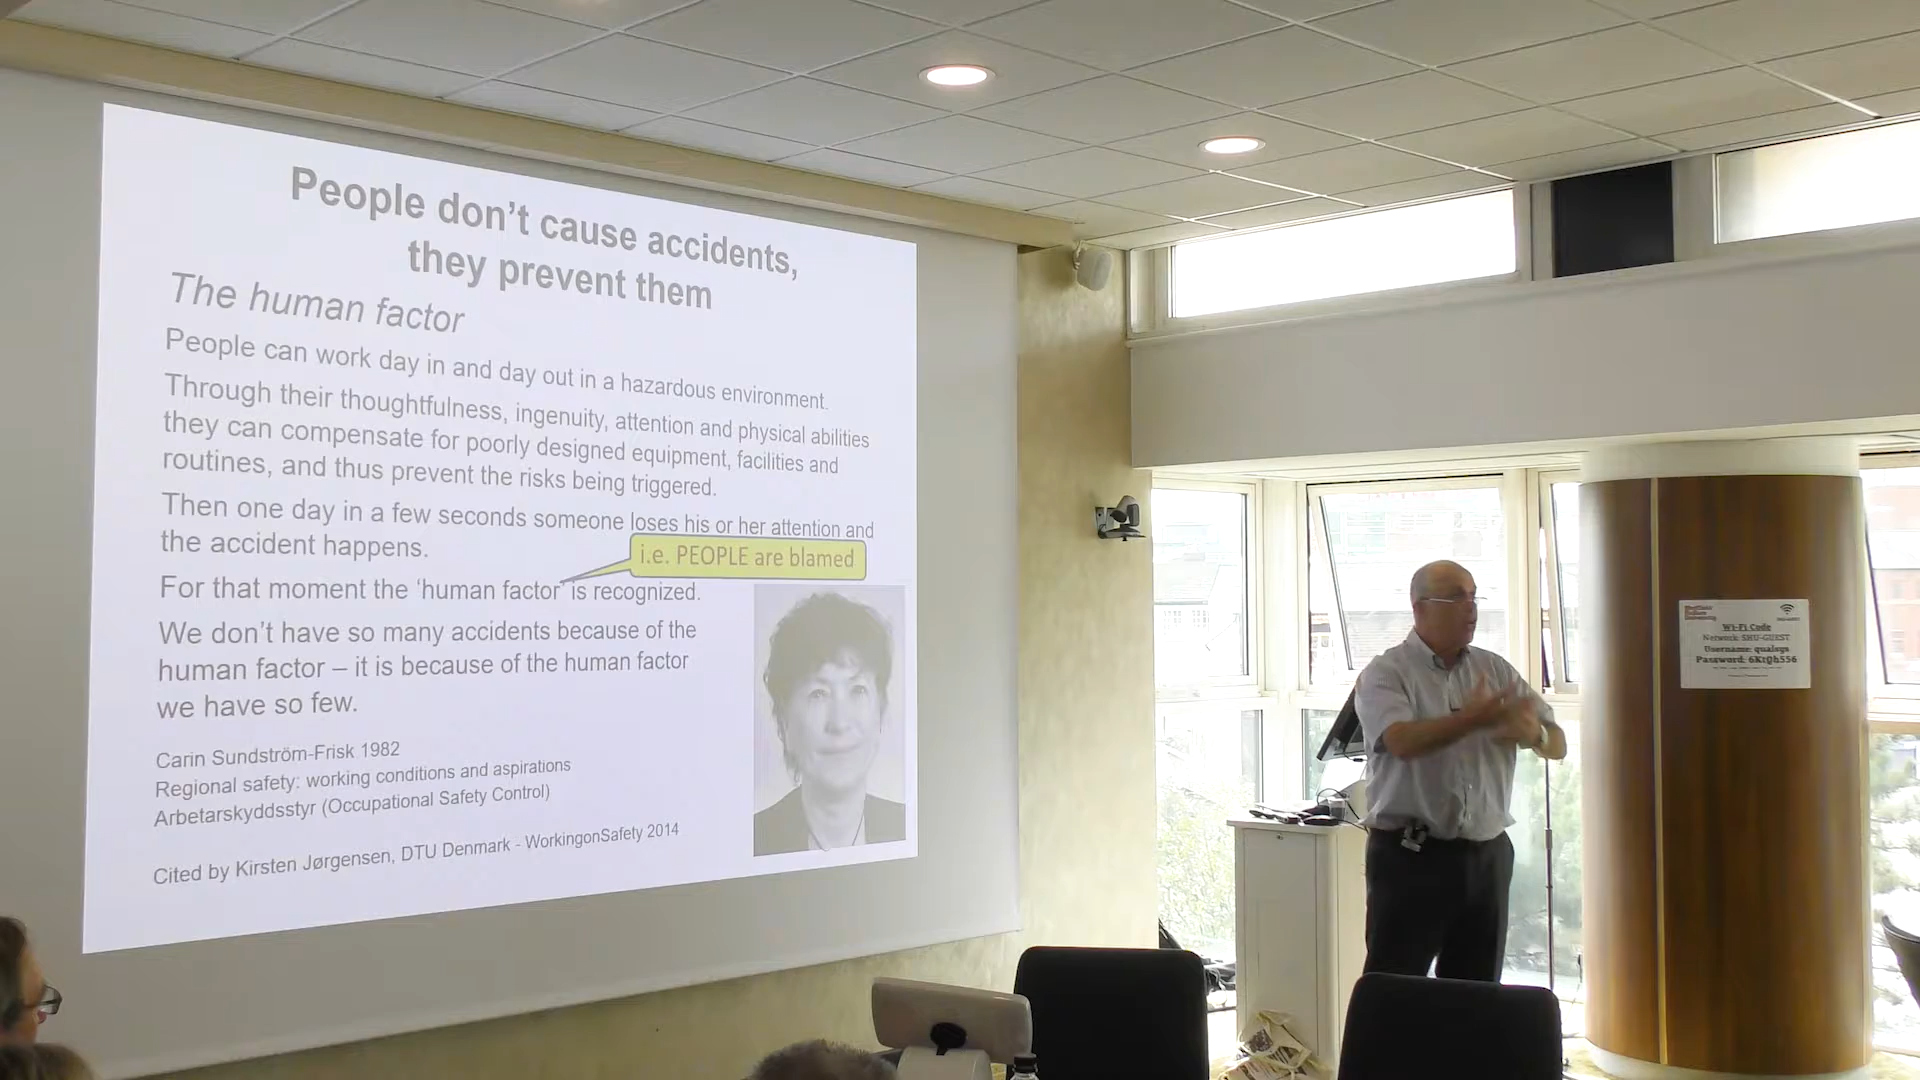 People don't cause accidents,
they prevent them
The human factor
People can work day in and day out in a hazardous environment.
Through their thoughtfulness, ingenuity, attention and physical abilities
they can compensate for poorly designed equipment, facilities and
routines, and thus prevent the risks being triggered.
Then one day in a few seconds someone loses his or her attention and
the accident happens.
i.e. PEOPLE are blamed
For that moment the 'human factor' is recognized.
We don't have so many accidents because of the
human factor – it is because of the human factor
we have so few.
Carin Sundström-Frisk 1982
Regional safety: working conditions and aspirations
Arbetarskyddsstyr (Occupational Safety Control)
Cited by Kirsten Jørgensen, DTU Denmark - WorkingonSafety 2014
Sheffield
Hallam
University
Wi-Fi Code
Network: SHU-GUEST
Username: qualsys
Password: 6KtQh556